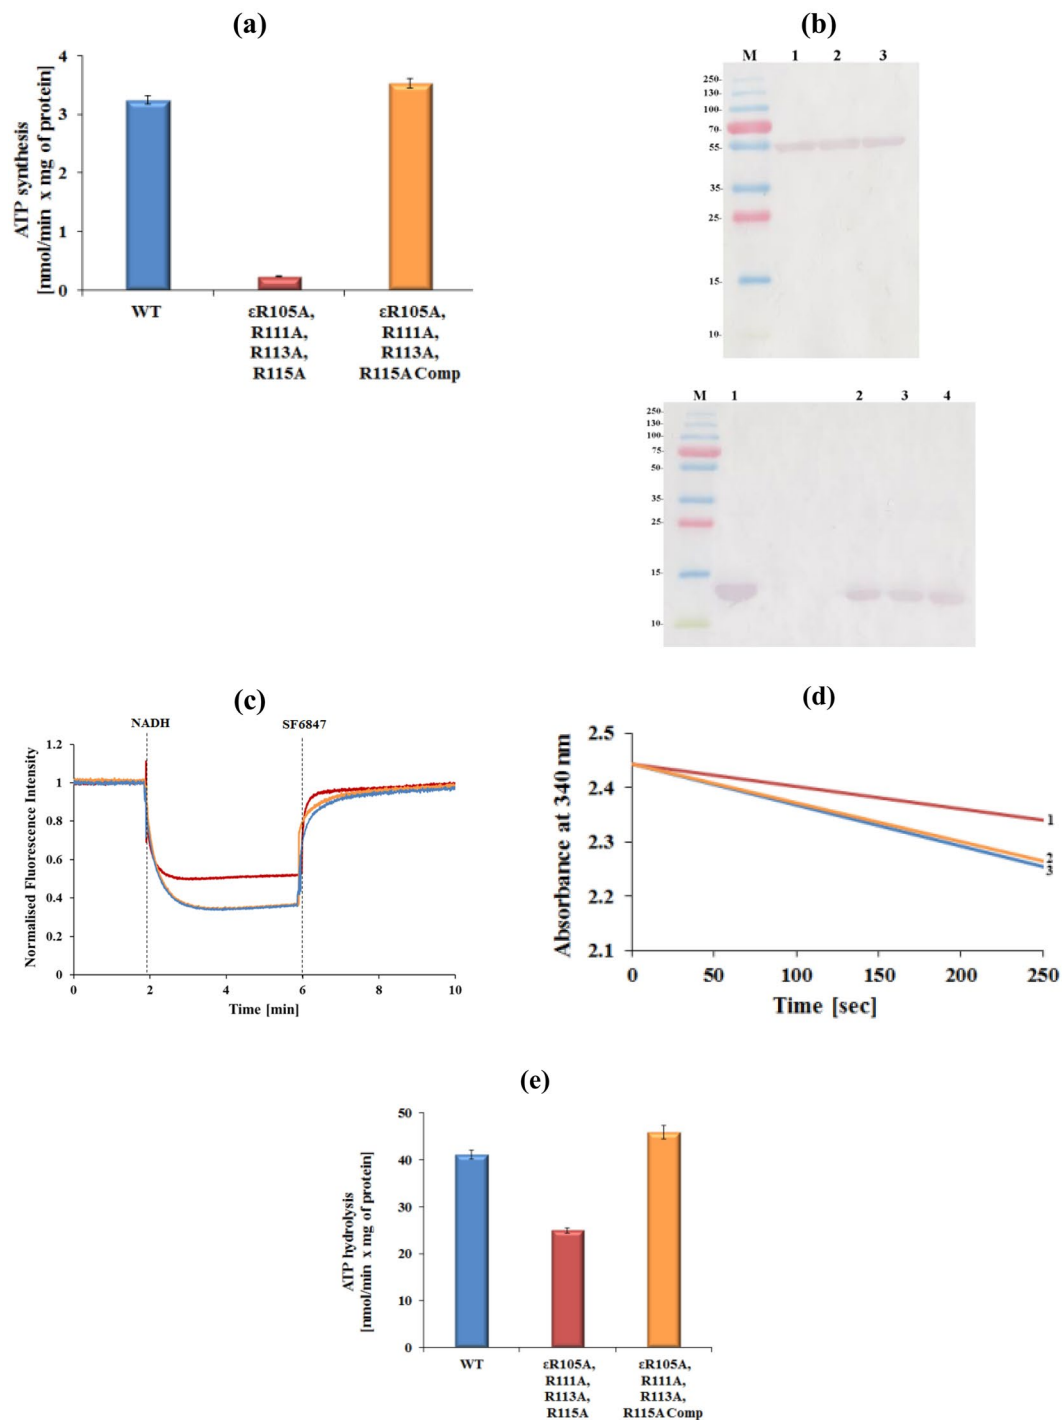 (a)
4
3
2
1
0
ATP synthesis
[nmol/min x mg of protein]
WT
εR105A,
R111A,
R113A,
R115A
εR105A,
R111A,
R113A,
R115A Comp
(b)
M 1 2 3
250-
130-
100-
70-
55-
35-
25-
15-
10-
M 1 2 3 4
250-
130-
100-
75-
50-
35-
25-
15-
10-
(c)
NADH SF6847
1.2
1
0.8
0.6
0.4
0.2
0
Normalised Fluorescence Intensity
0 2 4 6 8 10
Time [min]
(d)
2.5
2.4
2.3
2.2
2.1
Absorbance at 340 nm
1
2
3
0 50 100 150 200 250
Time [sec]
(e)
50
40
30
20
10
0
ATP hydrolysis
[nmol/min x mg of protein]
WT
εR105A,
R111A,
R113A,
R115A
εR105A,
R111A,
R113A,
R115A Comp